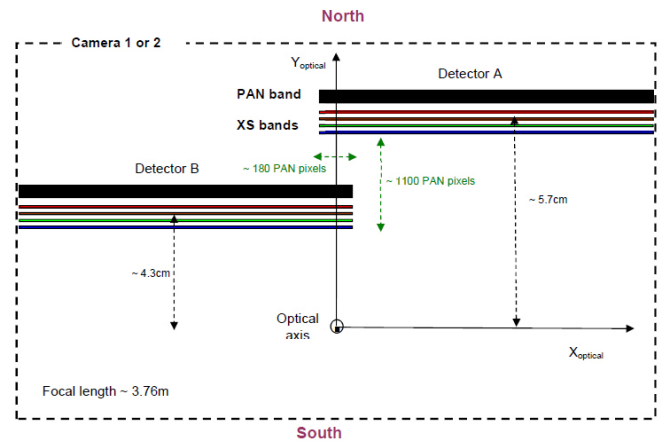 North
Camera 1 or 2
Yoptical
Detector A
PAN band
XS bands
Detector B
~ 180 PAN pixels
~ 1100 PAN pixels
~ 5.7cm
~ 4.3cm
Optical
axis
Xoptical
Focal length ~ 3.76m
South